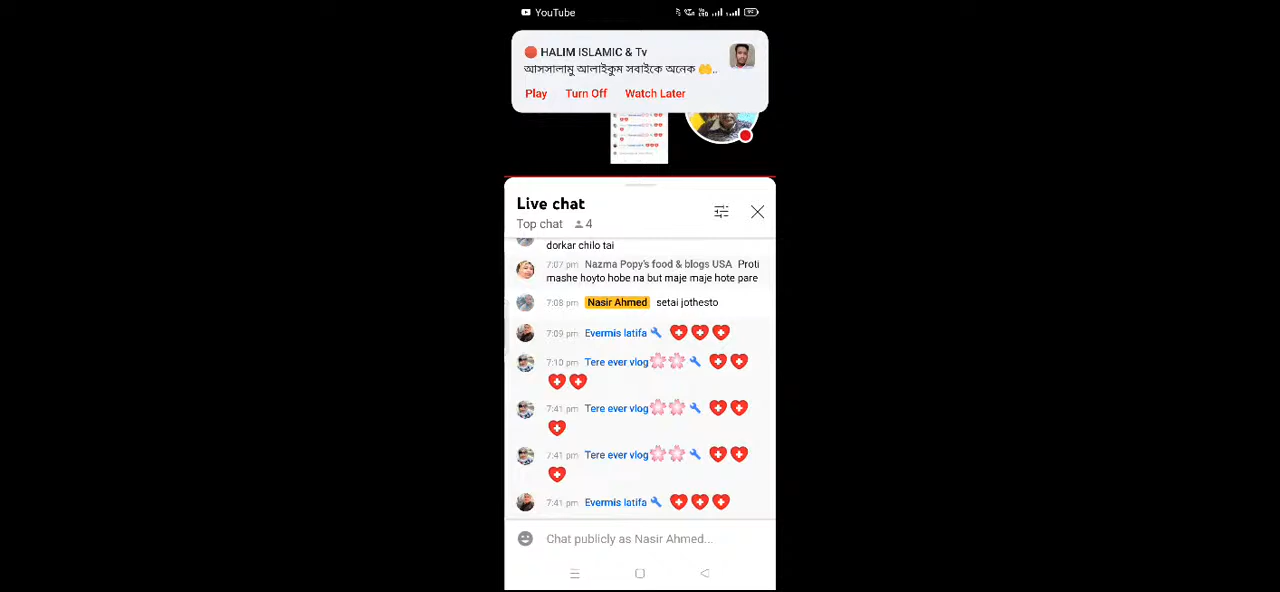 YouTube
HALIM ISLAMIC & Tv
আসসালামু আলাইকুম সবাইকে অনেক 🤲..
Play Turn Off Watch Later
Live chat
Top chat 4
dorkar chilo tai
7:07 pm Nazma Popy's food & blogs USA Proti
mashe hoyto hobe na but maje maje hote pare
7:08 pm Nasir Ahmed setai jothesto
7:09 pm Evermis latifa
7:10 pm Tere ever vlog🌸🌸
7:41 pm Tere ever vlog🌸🌸
7:41 pm Tere ever vlog🌸🌸
7:41 pm Evermis latifa
Chat publicly as Nasir Ahmed...